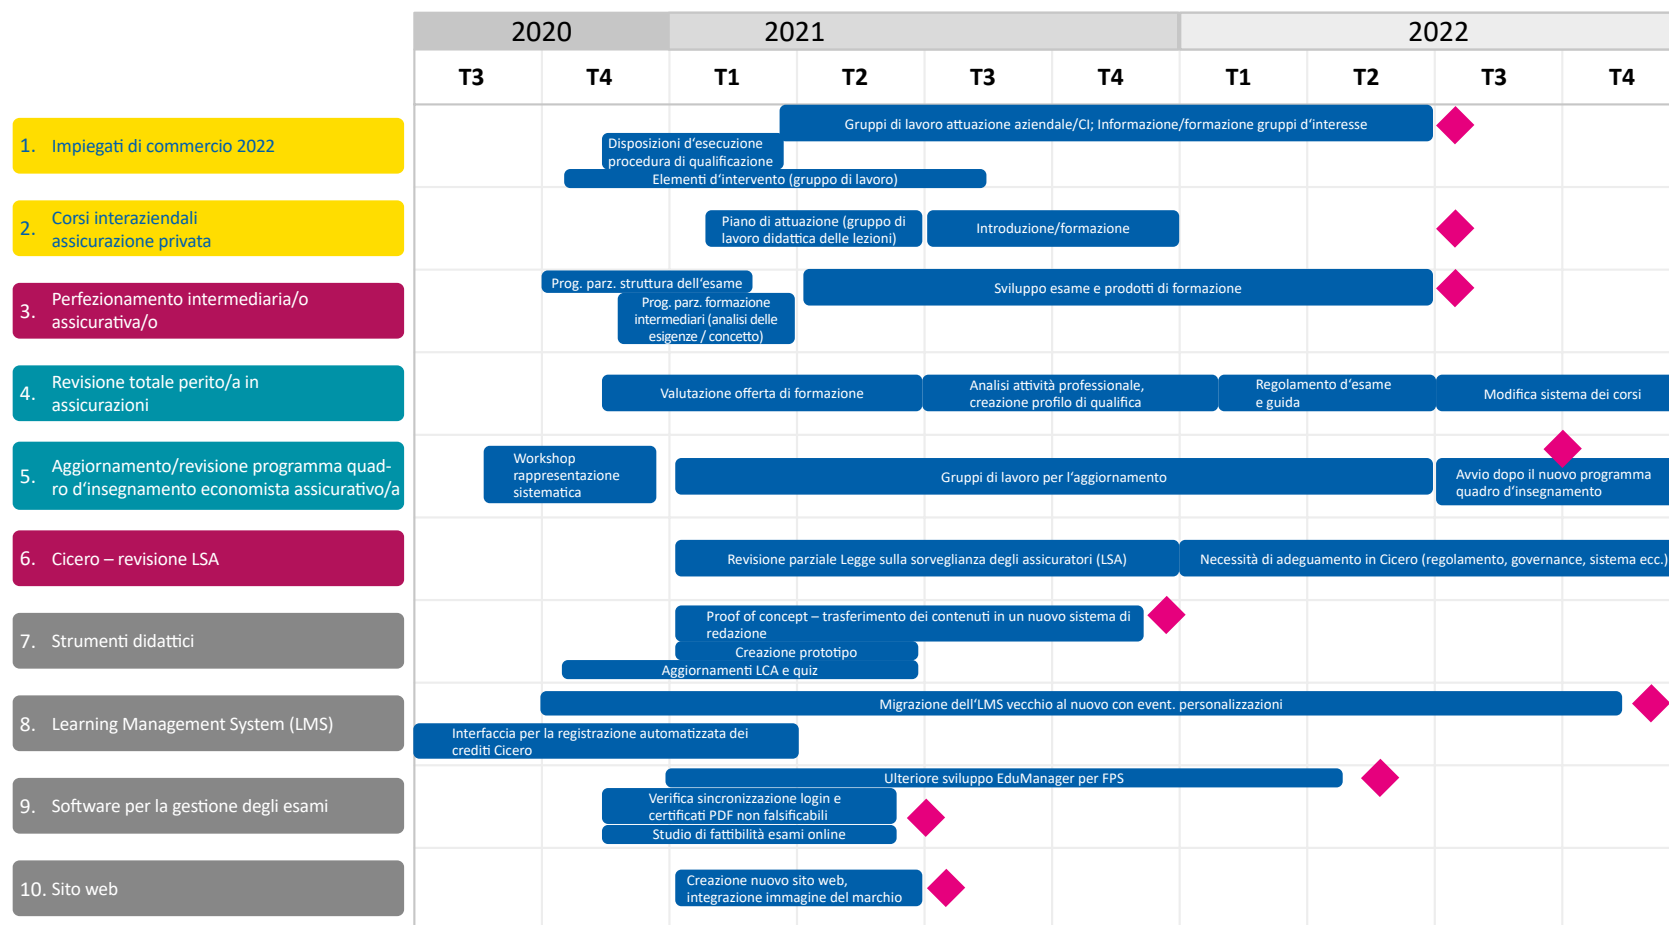 2020 2021 2022
T3 T4 T1 T2 T3 T4 T1 T2 T3 T4
1. Impiegati di commercio 2022
Gruppi di lavoro attuazione aziendale/CI; Informazione/formazione gruppi d'interesse
Disposizioni d'esecuzione
procedura di qualificazione
Elementi d'intervento (gruppo di lavoro)
2. Corsi interaziendali
assicurazione privata
Piano di attuazione (gruppo di
lavoro didattica delle lezioni)
Introduzione/formazione
3. Perfezionamento intermediaria/o
assicurativa/o
Prog. parz. struttura dell'esame
Prog. parz. formazione
intermediari (analisi delle
esigenze / concetto)
Sviluppo esame e prodotti di formazione
4. Revisione totale perito/a in
assicurazioni
Valutazione offerta di formazione
Analisi attività professionale,
creazione profilo di qualifica
Regolamento d'esame
e guida
Modifica sistema dei corsi
5. Aggiornamento/revisione programma quad-
ro d'insegnamento economista assicurativo/a
Workshop
rappresentazione
sistematica
Gruppi di lavoro per l'aggiornamento
Avvio dopo il nuovo programma
quadro d'insegnamento
6. Cicero – revisione LSA
Revisione parziale Legge sulla sorveglianza degli assicuratori (LSA)
Necessità di adeguamento in Cicero (regolamento, governance, sistema ecc.)
7. Strumenti didattici
Proof of concept – trasferimento dei contenuti in un nuovo sistema di
redazione
Creazione prototipo
Aggiornamenti LCA e quiz
8. Learning Management System (LMS)
Migrazione dell'LMS vecchio al nuovo con event. personalizzazioni
Interfaccia per la registrazione automatizzata dei
crediti Cicero
9. Software per la gestione degli esami
Ulteriore sviluppo EduManager per FPS
Verifica sincronizzazione login e
certificati PDF non falsificabili
Studio di fattibilità esami online
10. Sito web
Creazione nuovo sito web,
integrazione immagine del marchio